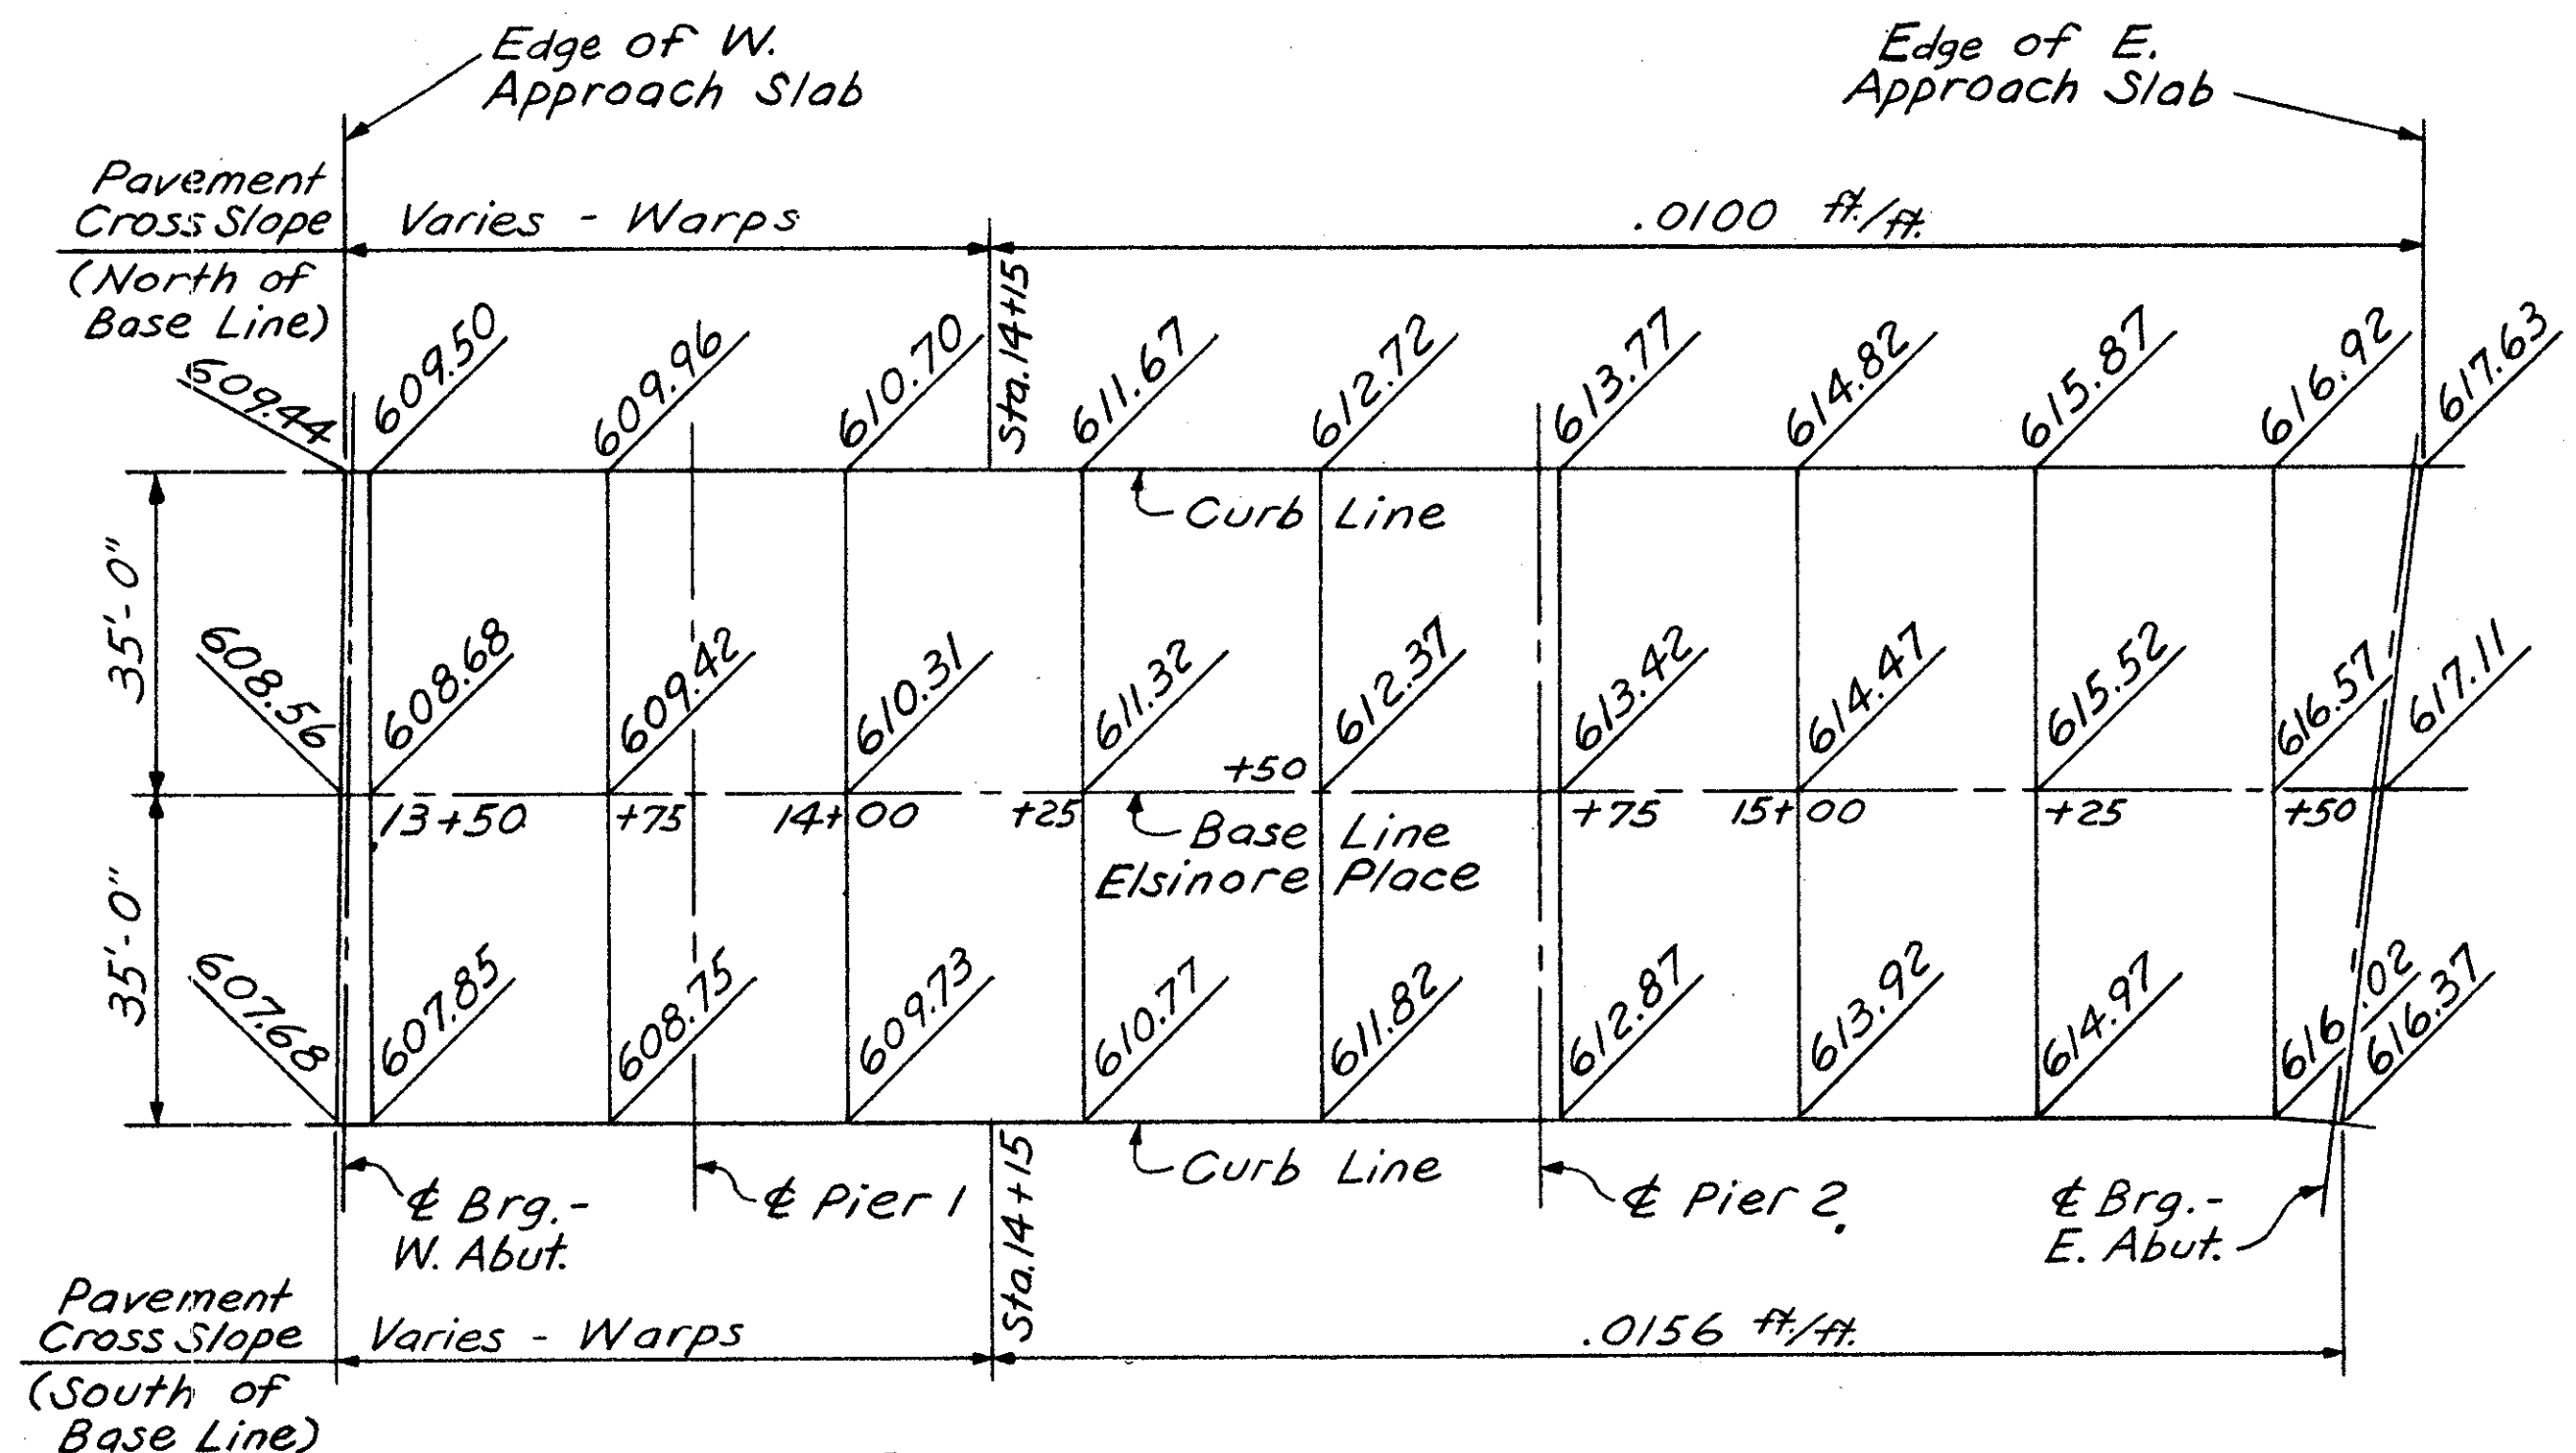 Edge of W.
Approach Slab
Edge of E.
Approach Slab
Pavement
Cross Slope
(North of
Base Line)
Varies - Warps
.0100 ft./ft.
Sta. 14+15
609.44
609.50
609.96
610.70
611.67
612.72
613.77
614.82
615.87
616.92
617.63
35'-0"
Curb Line
608.56
608.68
609.42
610.31
611.32
612.37
613.42
614.47
615.52
616.57
617.11
13+50
+75
14+00
+25
+50
+75
15+00
+25
+50
Base Line
Elsinore Place
35'-0"
607.68
607.85
608.75
609.73
610.77
611.82
612.87
613.92
614.97
616.02
616.37
Curb Line
℄ Brg.-
W. Abut.
℄ Pier 1
Sta. 14+15
℄ Pier 2
℄ Brg.-
E. Abut.
Pavement
Cross Slope
(South of
Base Line)
Varies - Warps
.0156 ft./ft.